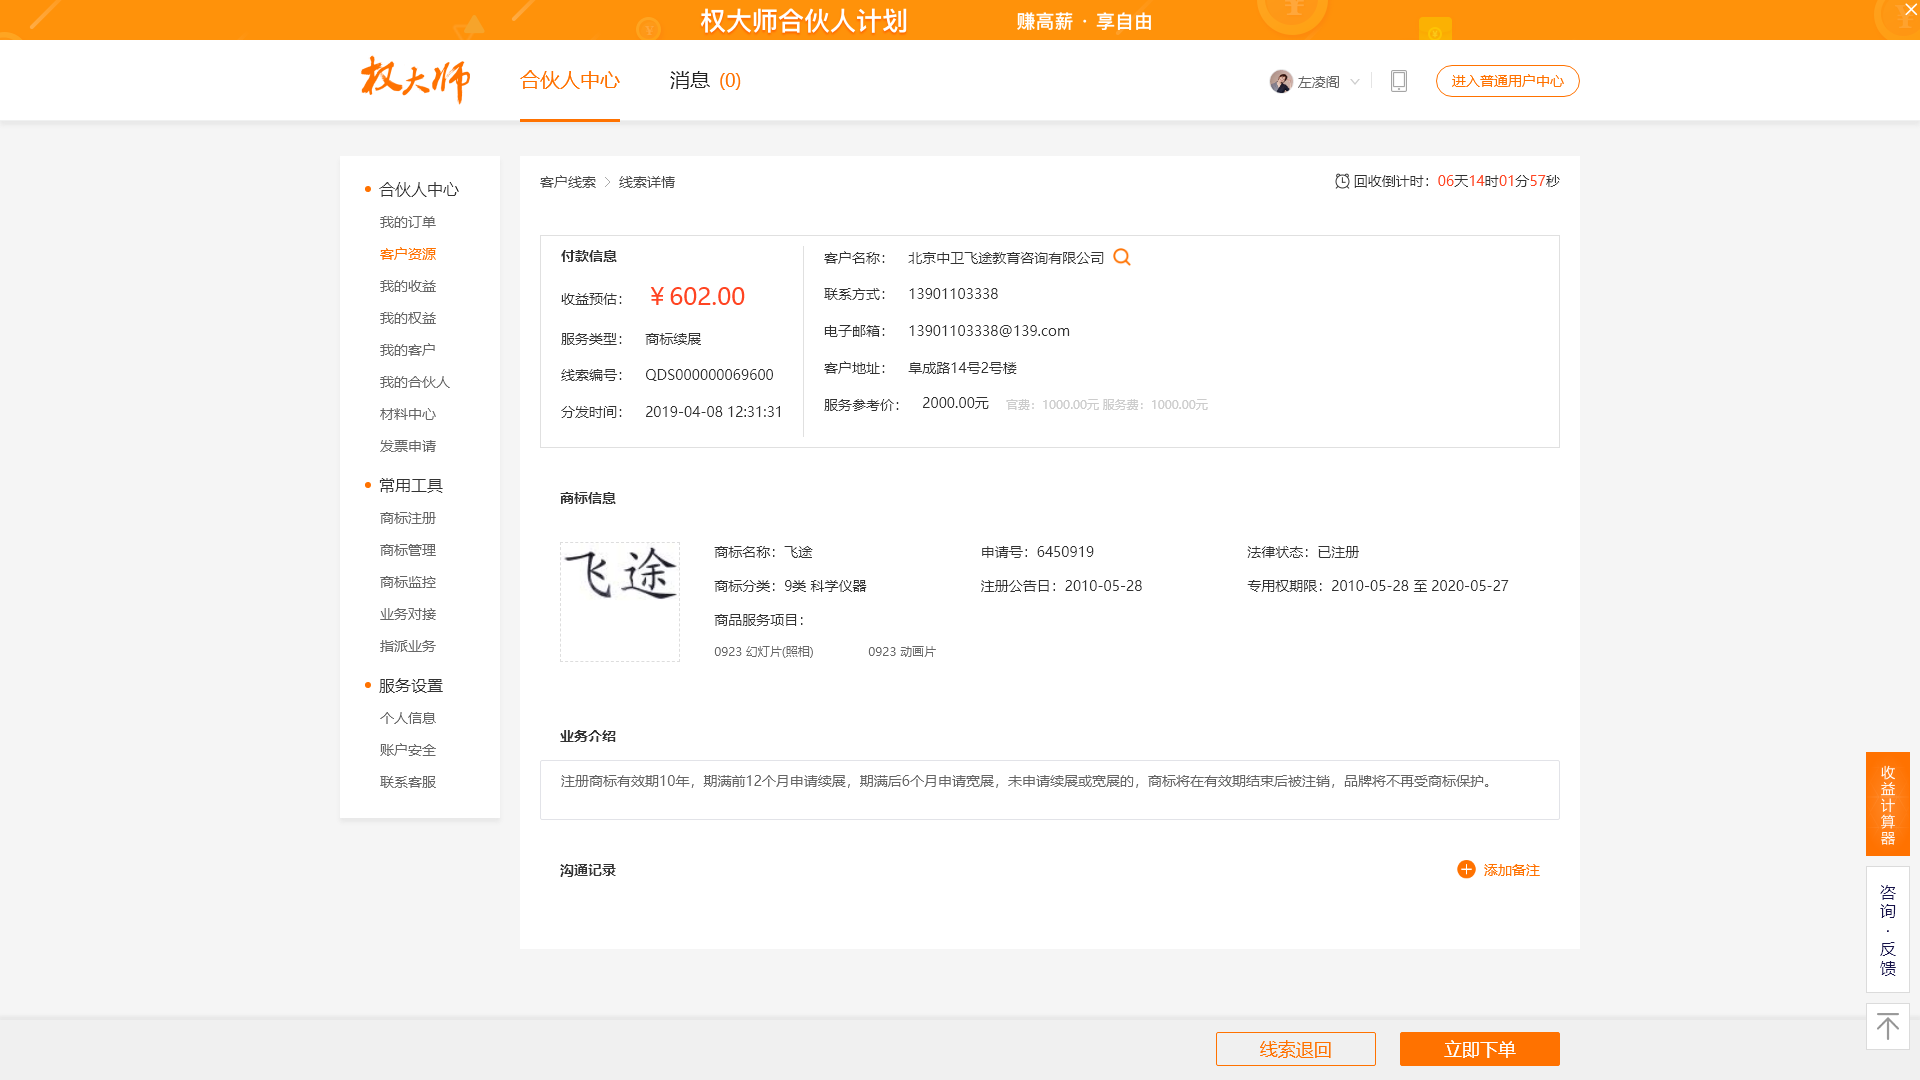 权大师合伙人计划 赚高薪 · 享自由
权大师 合伙人中心 消息 (0) 左凌阁 进入普通用户中心
合伙人中心
我的订单
客户资源
我的收益
我的权益
我的客户
我的合伙人
材料中心
发票申请
常用工具
商标注册
商标管理
商标监控
业务对接
指派业务
服务设置
个人信息
账户安全
联系客服
客户线索 > 线索详情 回收倒计时：06天14时01分57秒
付款信息
收益预估： ¥602.00
服务类型： 商标续展
线索编号： QDS000000069600
分发时间： 2019-04-08 12:31:31
客户名称： 北京中卫飞途教育咨询有限公司
联系方式： 13901103338
电子邮箱： 13901103338@139.com
客户地址： 阜成路14号2号楼
服务参考价： 2000.00元 官费：1000.00元 服务费：1000.00元
商标信息
飞途
商标名称：飞途 申请号：6450919 法律状态：已注册
商标分类：9类 科学仪器 注册公告日：2010-05-28 专用权期限：2010-05-28 至 2020-05-27
商品服务项目：
0923 幻灯片(照相) 0923 动画片
业务介绍
注册商标有效期10年，期满前12个月申请续展，期满后6个月申请宽展，未申请续展或宽展的，商标将在有效期结束后被注销，品牌将不再受商标保护。
沟通记录 添加备注
收益计算器
咨询·反馈
线索退回 立即下单